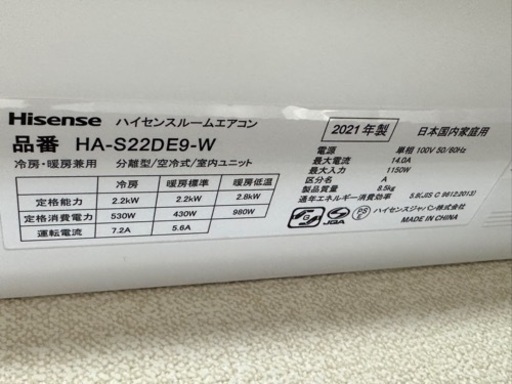 Hisense ハイセンスルームエアコン
品番 HA-S22DE9-W
冷房・暖房兼用 分離型/空冷式/室内ユニット
冷房 暖房標準 暖房低温
定格能力 2.2kW 2.2kW 2.8kW
定格消費電力 530W 430W 980W
運転電流 7.2A 5.6A
2021年製 日本国内家庭用
電源 単相 100V 50/60Hz
最大電流 14.0A
最大入力 1150W
区分名 A
製品質量 8.5kg
通年エネルギー消費効率 5.8(JIS C 9612:2013)
JQA PS E ハイセンスジャパン株式会社
MADE IN CHINA